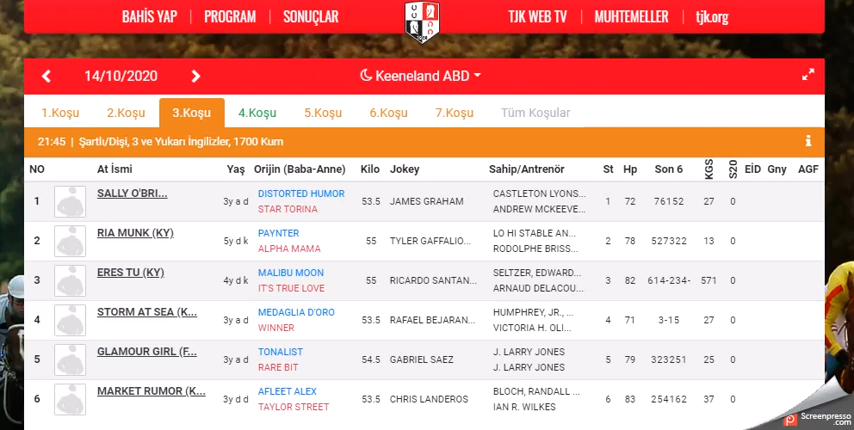 BAHİS YAP | PROGRAM | SONUÇLAR TJK WEB TV | MUHTEMELLER | tjk.org
14/10/2020 Keeneland ABD
1.Koşu 2.Koşu 3.Koşu 4.Koşu 5.Koşu 6.Koşu 7.Koşu Tüm Koşular
21:45 | Şartlı/Dişi, 3 ve Yukarı İngilizler, 1700 Kum
NO At İsmi Yaş Orijin (Baba-Anne) Kilo Jokey Sahip/Antrenör St Hp Son 6 KGS S20 EİD Gny AGF
1 SALLY O'BRI... 3y a d DISTORTED HUMOR 53.5 JAMES GRAHAM CASTLETON LYONS... 1 72 76152 27 0
STAR TORINA ANDREW MCKEEVE...
2 RIA MUNK (KY) 5y d k PAYNTER 55 TYLER GAFFALIO... LO HI STABLE AN... 2 78 527322 13 0
ALPHA MAMA RODOLPHE BRISS...
3 ERES TU (KY) 4y d k MALIBU MOON 55 RICARDO SANTAN... SELTZER, EDWARD... 3 82 614-234- 571 0
IT'S TRUE LOVE ARNAUD DELACOU...
4 STORM AT SEA (K... 3y a d MEDAGLIA D'ORO 53.5 RAFAEL BEJARAN... HUMPHREY, JR., ... 4 71 3-15 27 0
WINNER VICTORIA H. OLI...
5 GLAMOUR GIRL (F... 3y a d TONALIST 54.5 GABRIEL SAEZ J. LARRY JONES 5 79 323251 25 0
RARE BIT J. LARRY JONES
6 MARKET RUMOR (K... 3y d d AFLEET ALEX 53.5 CHRIS LANDEROS BLOCH, RANDALL ... 6 83 254162 37 0
TAYLOR STREET IAN R. WILKES
Screenpresso
.com